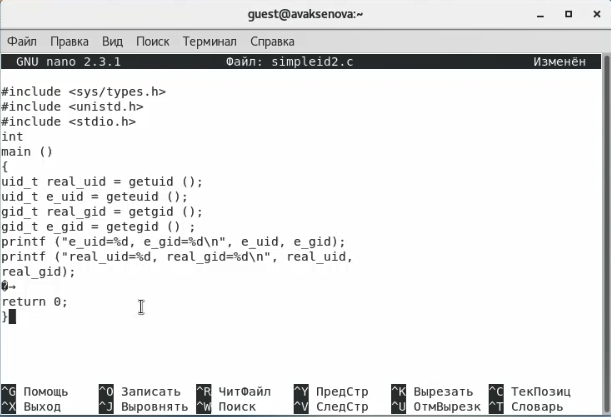 guest@avaksenova:~
Файл Правка Вид Поиск Терминал Справка
GNU nano 2.3.1 Файл: simpleid2.c Изменён
#include <sys/types.h>
#include <unistd.h>
#include <stdio.h>
int
main ()
{
uid_t real_uid = getuid ();
uid_t e_uid = geteuid ();
gid_t real_gid = getgid ();
gid_t e_gid = getegid () ;
printf ("e_uid=%d, e_gid=%d\n", e_uid, e_gid);
printf ("real_uid=%d, real_gid=%d\n", real_uid,
real_gid);
�→
return 0;
}
^G Помощь ^O Записать ^R ЧитФайл ^Y ПредСтр ^K Вырезать ^C ТекПозиц
^X Выход ^J Выровнять ^W Поиск ^V СледСтр ^U ОтмВырезк ^T Словарь